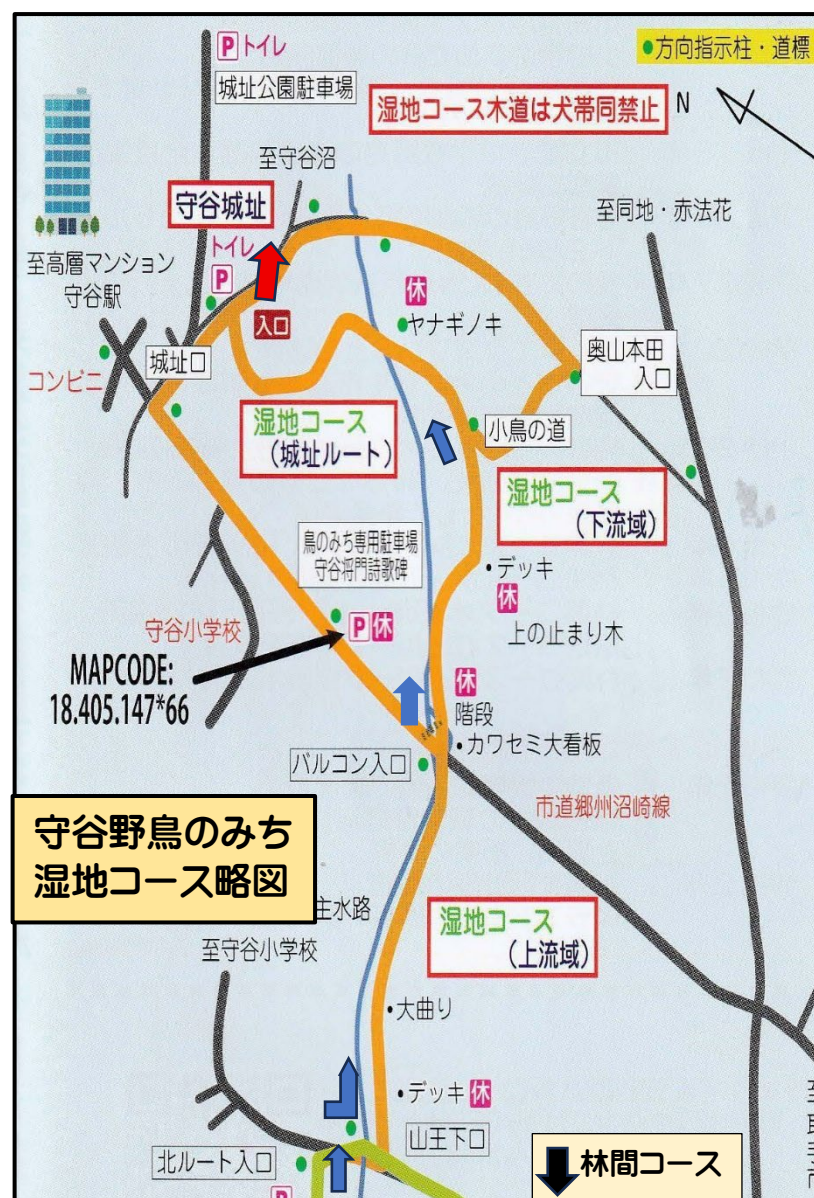 P トイレ
城址公園駐車場
●方向指示柱・道標
湿地コース木道は犬帯同禁止
N
至守谷沼
守谷城址
至同地・赤法花
トイレ
P
至高層マンション
守谷駅
休
入口
・ヤナギノキ
奥山本田
入口
コンビニ
城址口
湿地コース
(城址ルート)
小鳥の道
湿地コース
(下流域)
鳥のみち専用駐車場
守谷将門詩歌碑
・デッキ
休
上の止まり木
守谷小学校
P休
MAPCODE:
18.405.147*66
休
階段
・カワセミ大看板
バルコン入口
市道郷州沼崎線
守谷野鳥のみち
湿地コース略図
主水路
湿地コース
(上流域)
至守谷小学校
・大曲り
・デッキ 休
山王下口
北ルート入口
林間コース
P